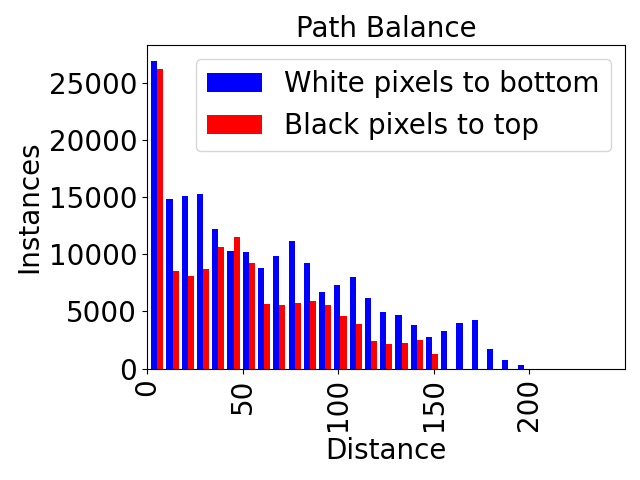 Path Balance
White pixels to bottom
Black pixels to top
Instances
25000
20000
15000
10000
5000
0
0
50
100
150
200
Distance